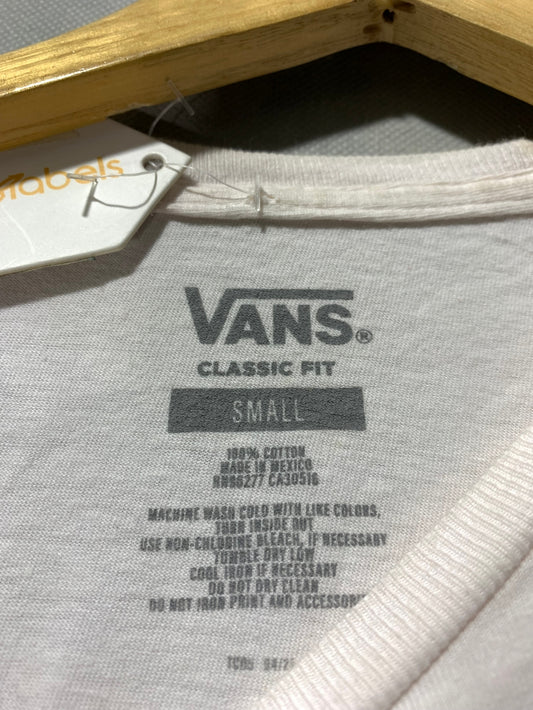 abels
VANS®
CLASSIC FIT
SMALL
100% COTTON
MADE IN MEXICO
RN86277 CA30516
MACHINE WASH COLD WITH LIKE COLORS,
TURN INSIDE OUT
USE NON-CHLORINE BLEACH, IF NECESSARY
TUMBLE DRY LOW
COOL IRON IF NECESSARY
DO NOT DRY CLEAN
DO NOT IRON PRINT AND ACCESSORI